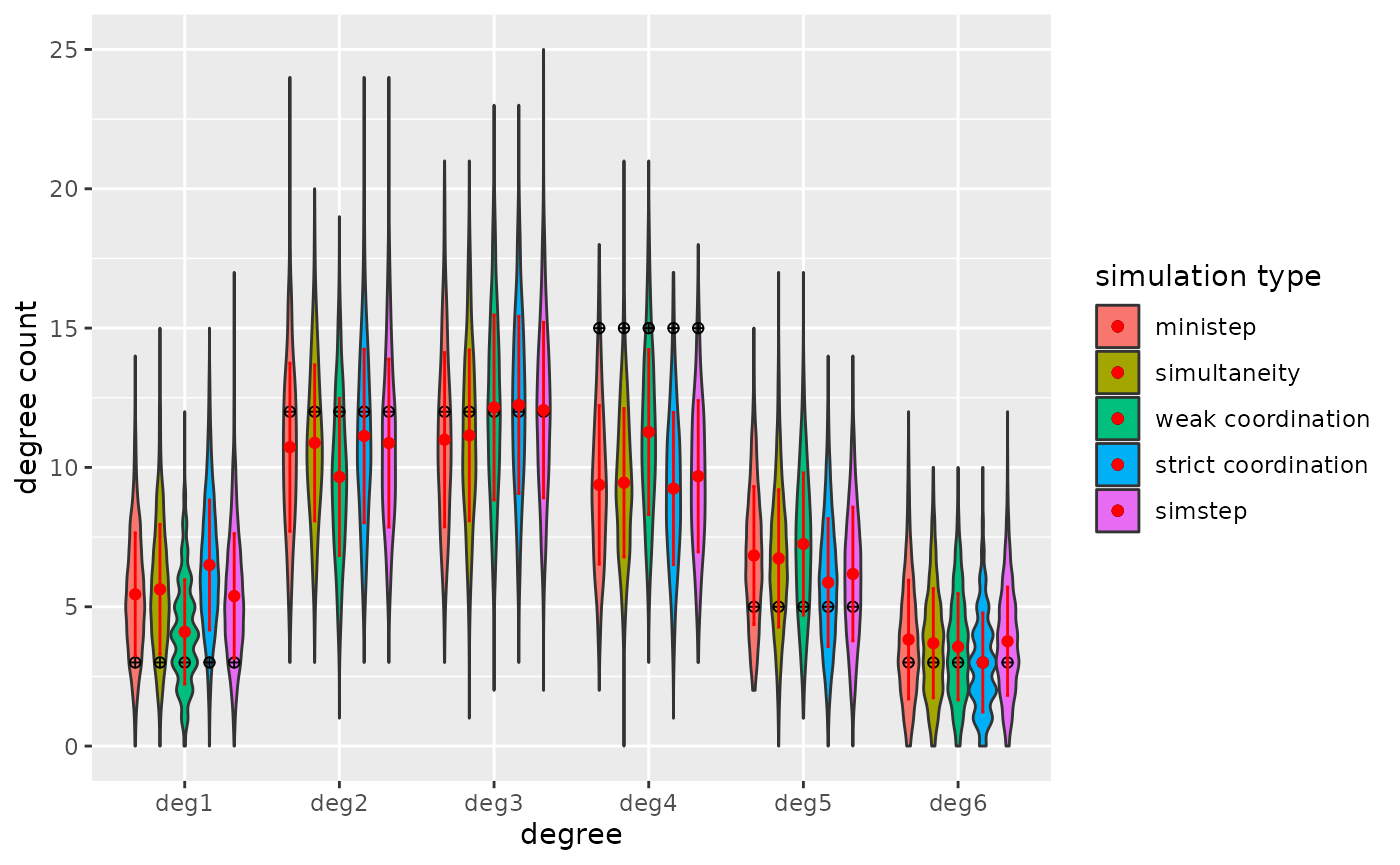 25
20
15
10
5
0
degree count
deg1 deg2 deg3 deg4 deg5 deg6
degree
simulation type
ministep
simultaneity
weak coordination
strict coordination
simstep